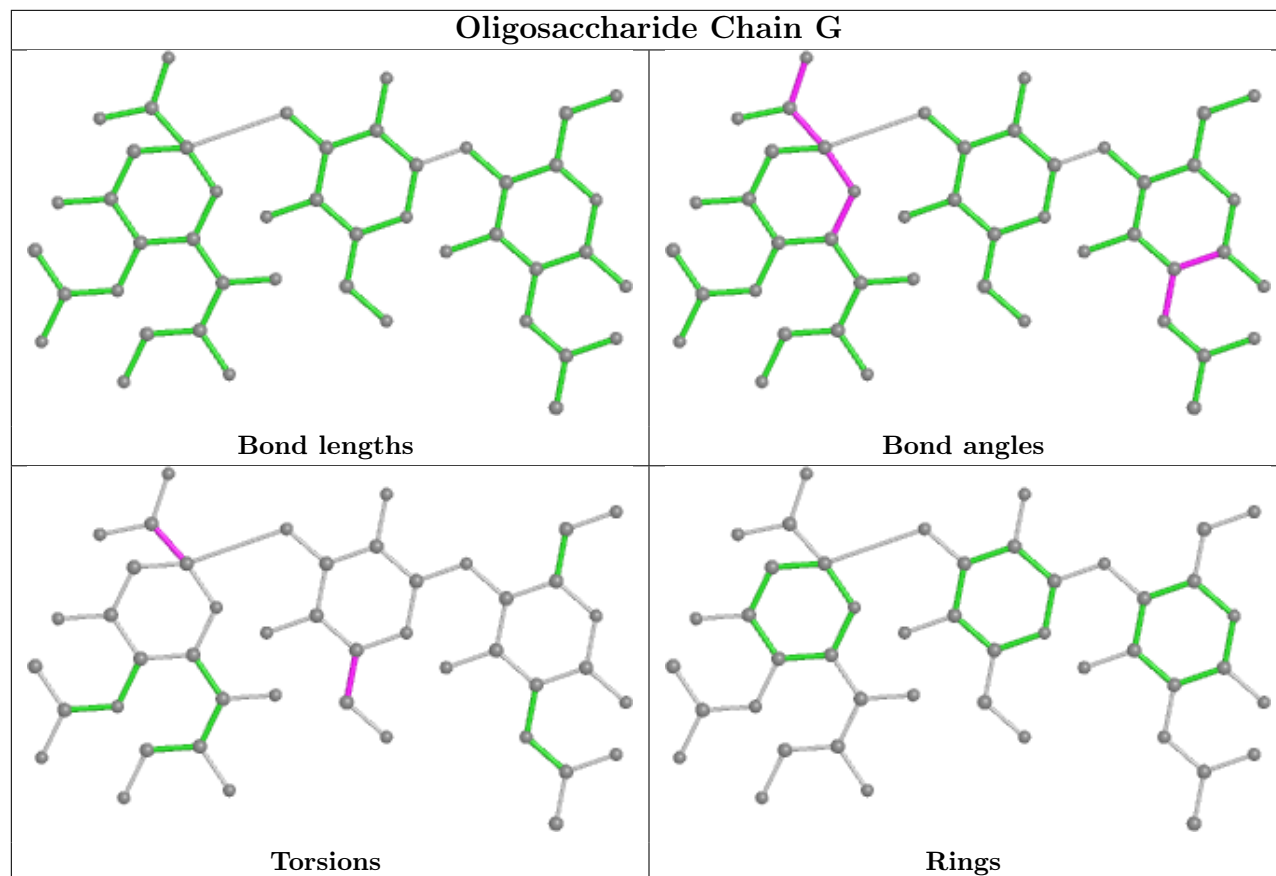 Oligosaccharide Chain G
Bond lengths
Bond angles
Torsions
Rings